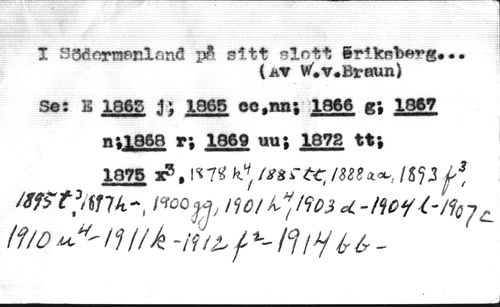 I Södermanland på sitt slott Eriksberg...
(Av W.v.Braun)
Se: E 1863 j; 1865 cc,nn; 1866 g; 1867
n;1868 r; 1869 uu; 1872 tt;
1875 x³, 1878 k⁴, 1885 tt, 1888 aa, 1893 f³,
1895 t³, 1897 h-, 1900 gg, 1901 h⁴, 1903 d - 1904 l - 1907 c
1910 u⁴ - 1911 k - 1912 f² - 1914 bb -